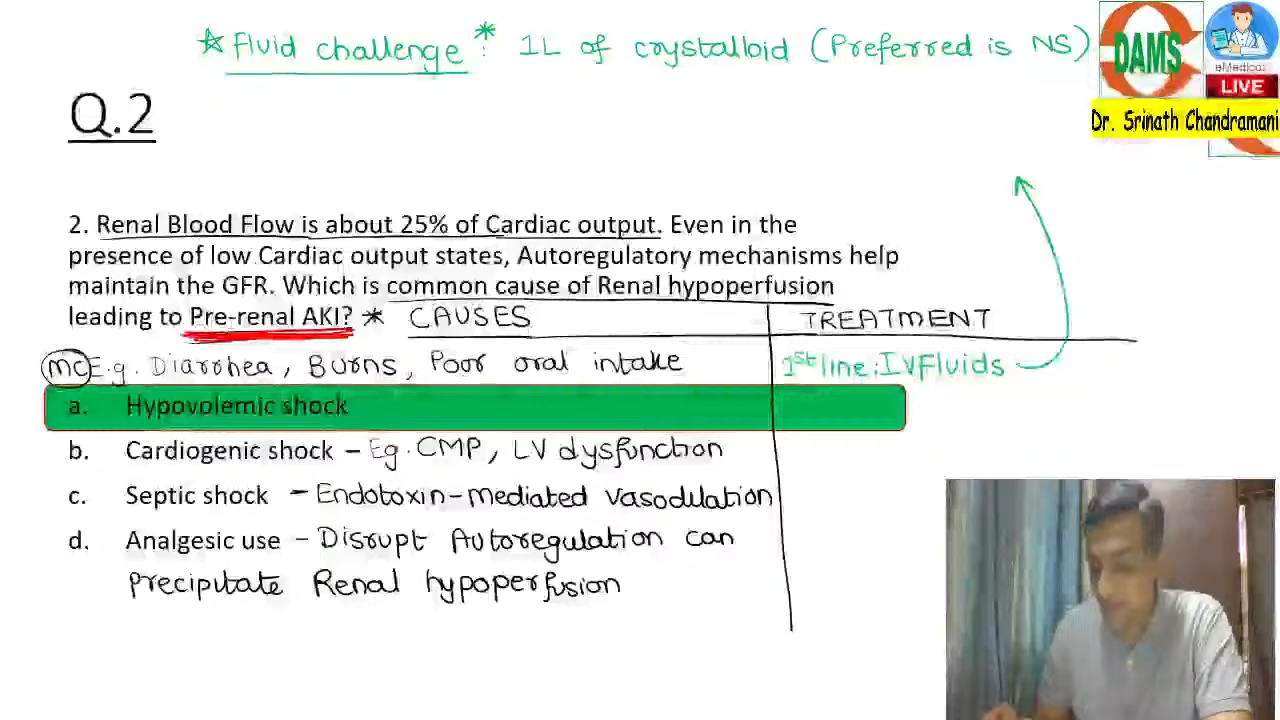 ☆ Fluid challenge * : 1L of crystalloid (Preferred is NS)
DAMS
eMedicoz
LIVE
Dr. Srinath Chandramani
Q.2
2. Renal Blood Flow is about 25% of Cardiac output. Even in the
presence of low Cardiac output states, Autoregulatory mechanisms help
maintain the GFR. Which is common cause of Renal hypoperfusion
leading to Pre-renal AKI? * CAUSES TREATMENT
MC E.g. Diarrhea, Burns, Poor oral intake 1st line: IVFluids
a. Hypovolemic shock
b. Cardiogenic shock – Eg. CMP, LV dysfunction
c. Septic shock – Endotoxin-mediated vasodilation
d. Analgesic use – Disrupt Autoregulation can
precipitate Renal hypoperfusion